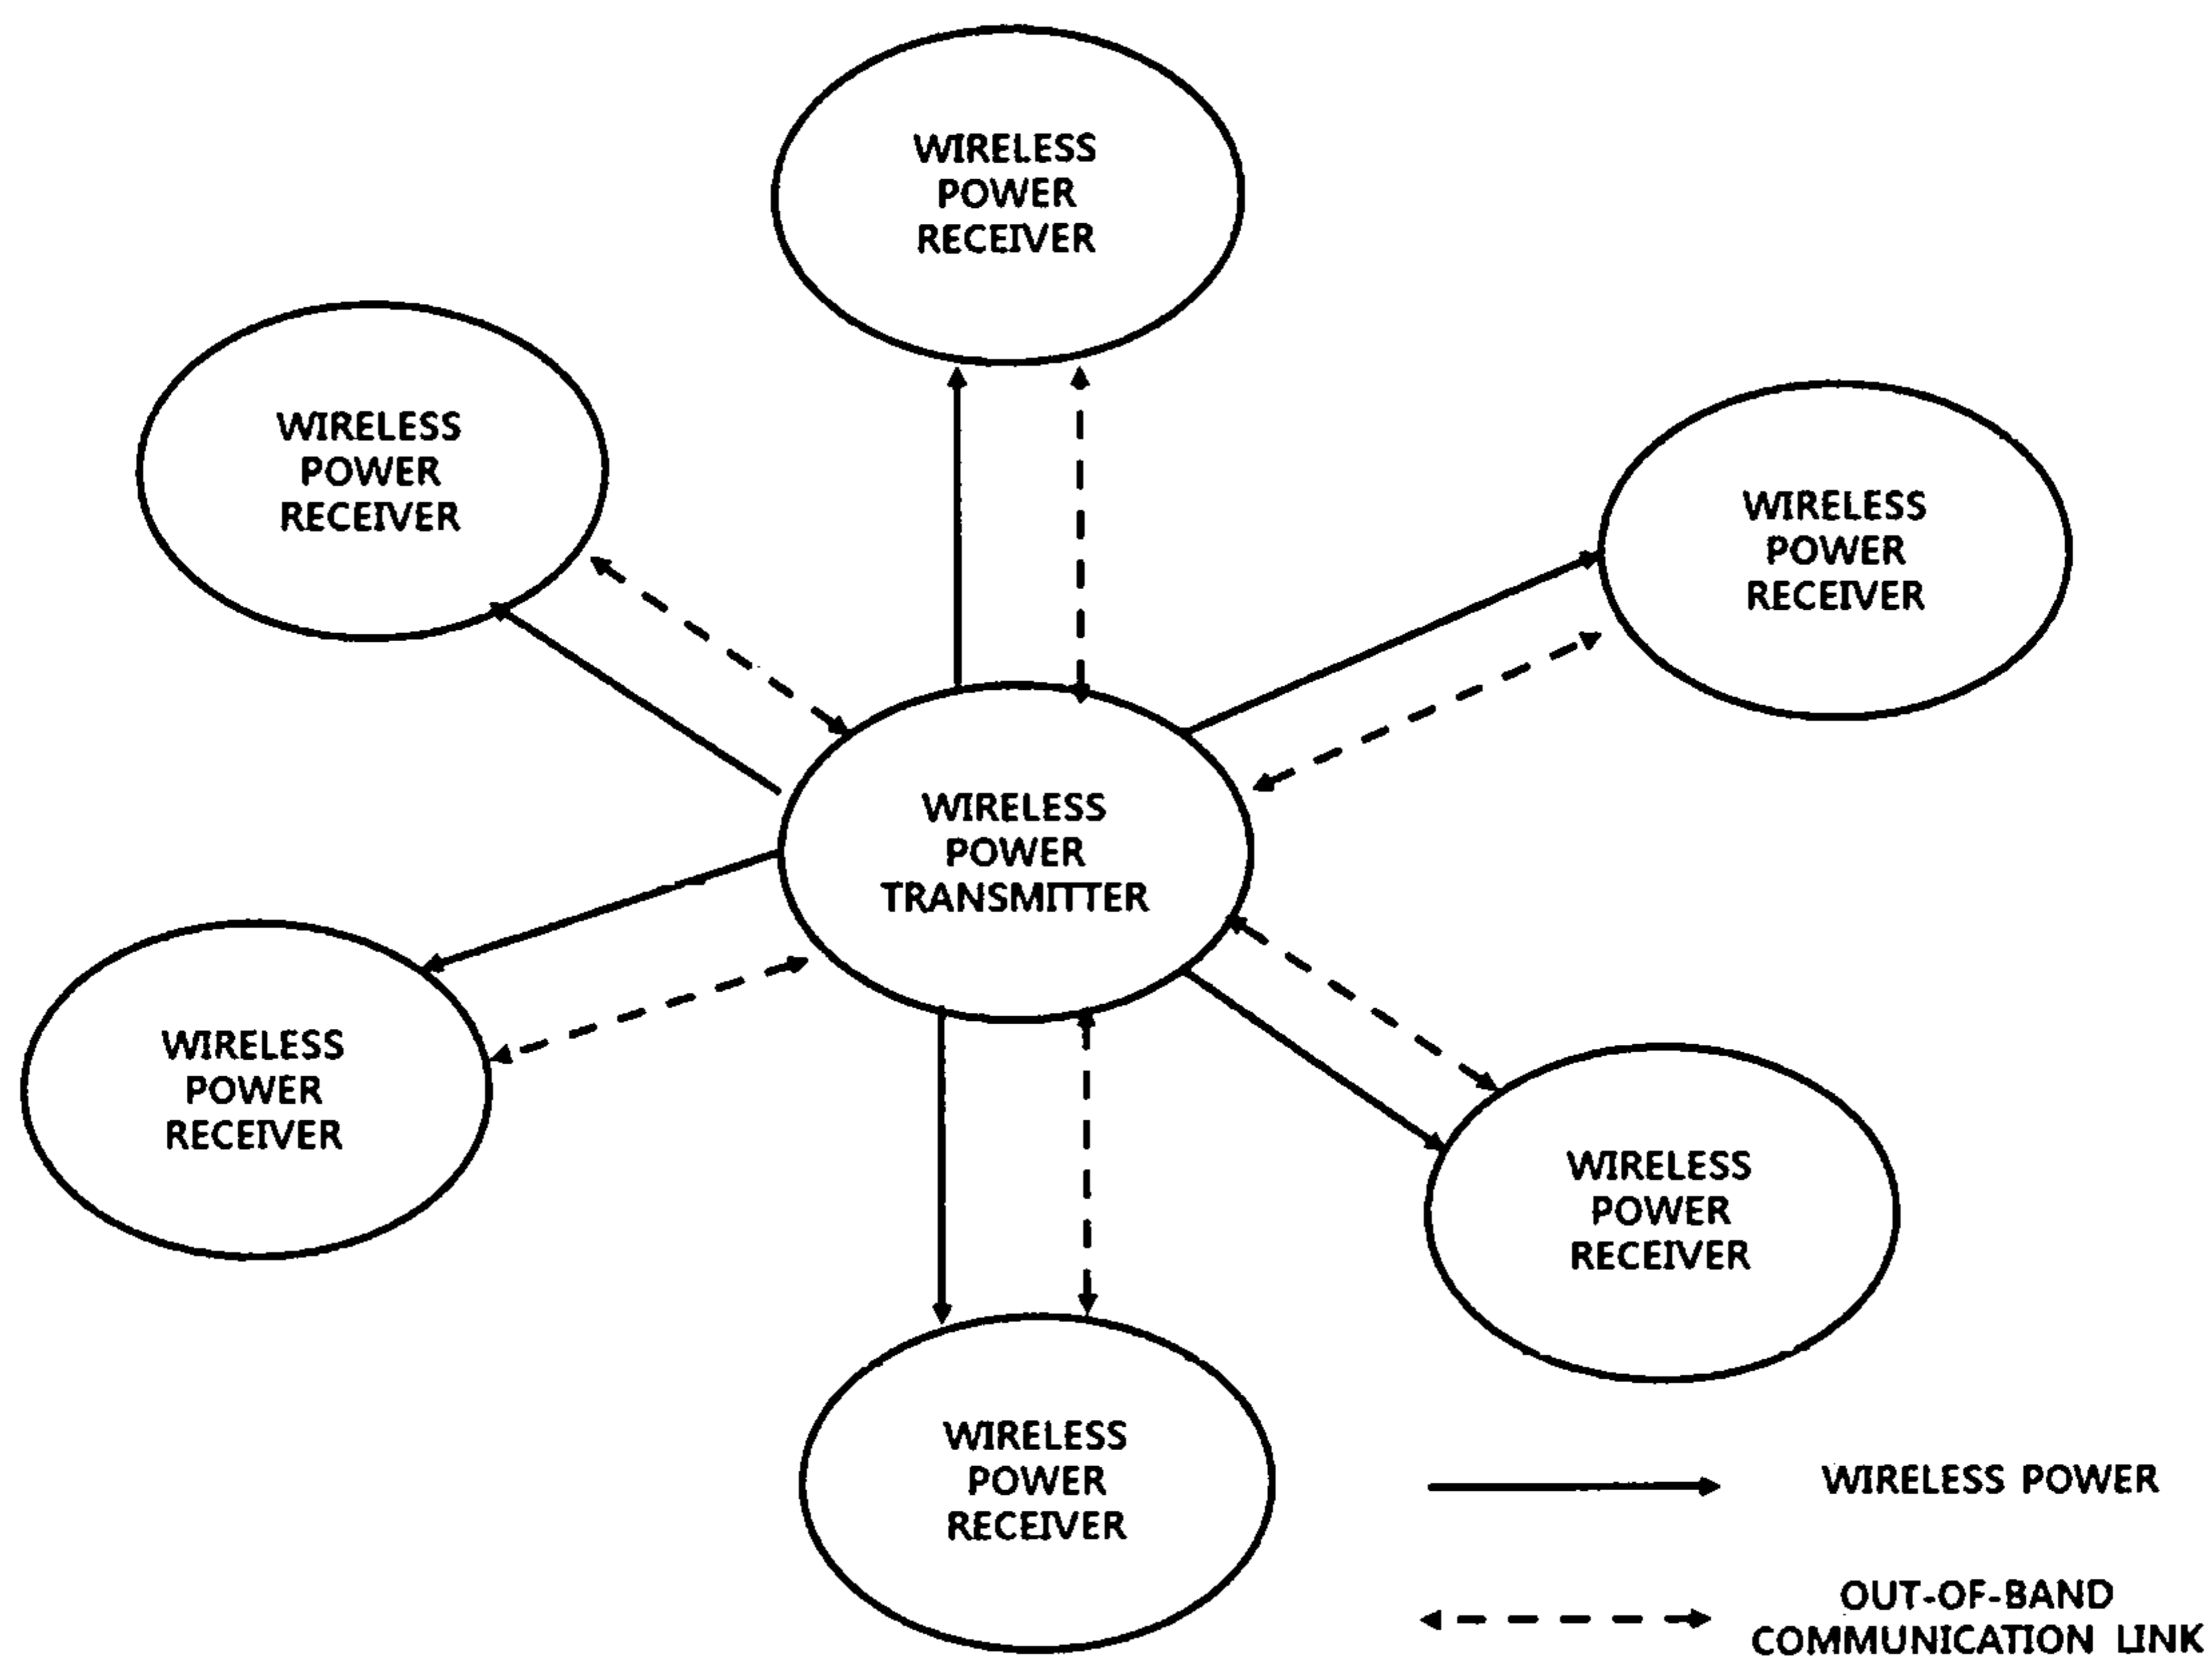 WIRELESS
POWER
RECEIVER
WIRELESS
POWER
RECEIVER
WIRELESS
POWER
RECEIVER
WIRELESS
POWER
TRANSMITTER
WIRELESS
POWER
RECEIVER
WIRELESS
POWER
RECEIVER
WIRELESS
POWER
RECEIVER
WIRELESS POWER
OUT-OF-BAND
COMMUNICATION LINK